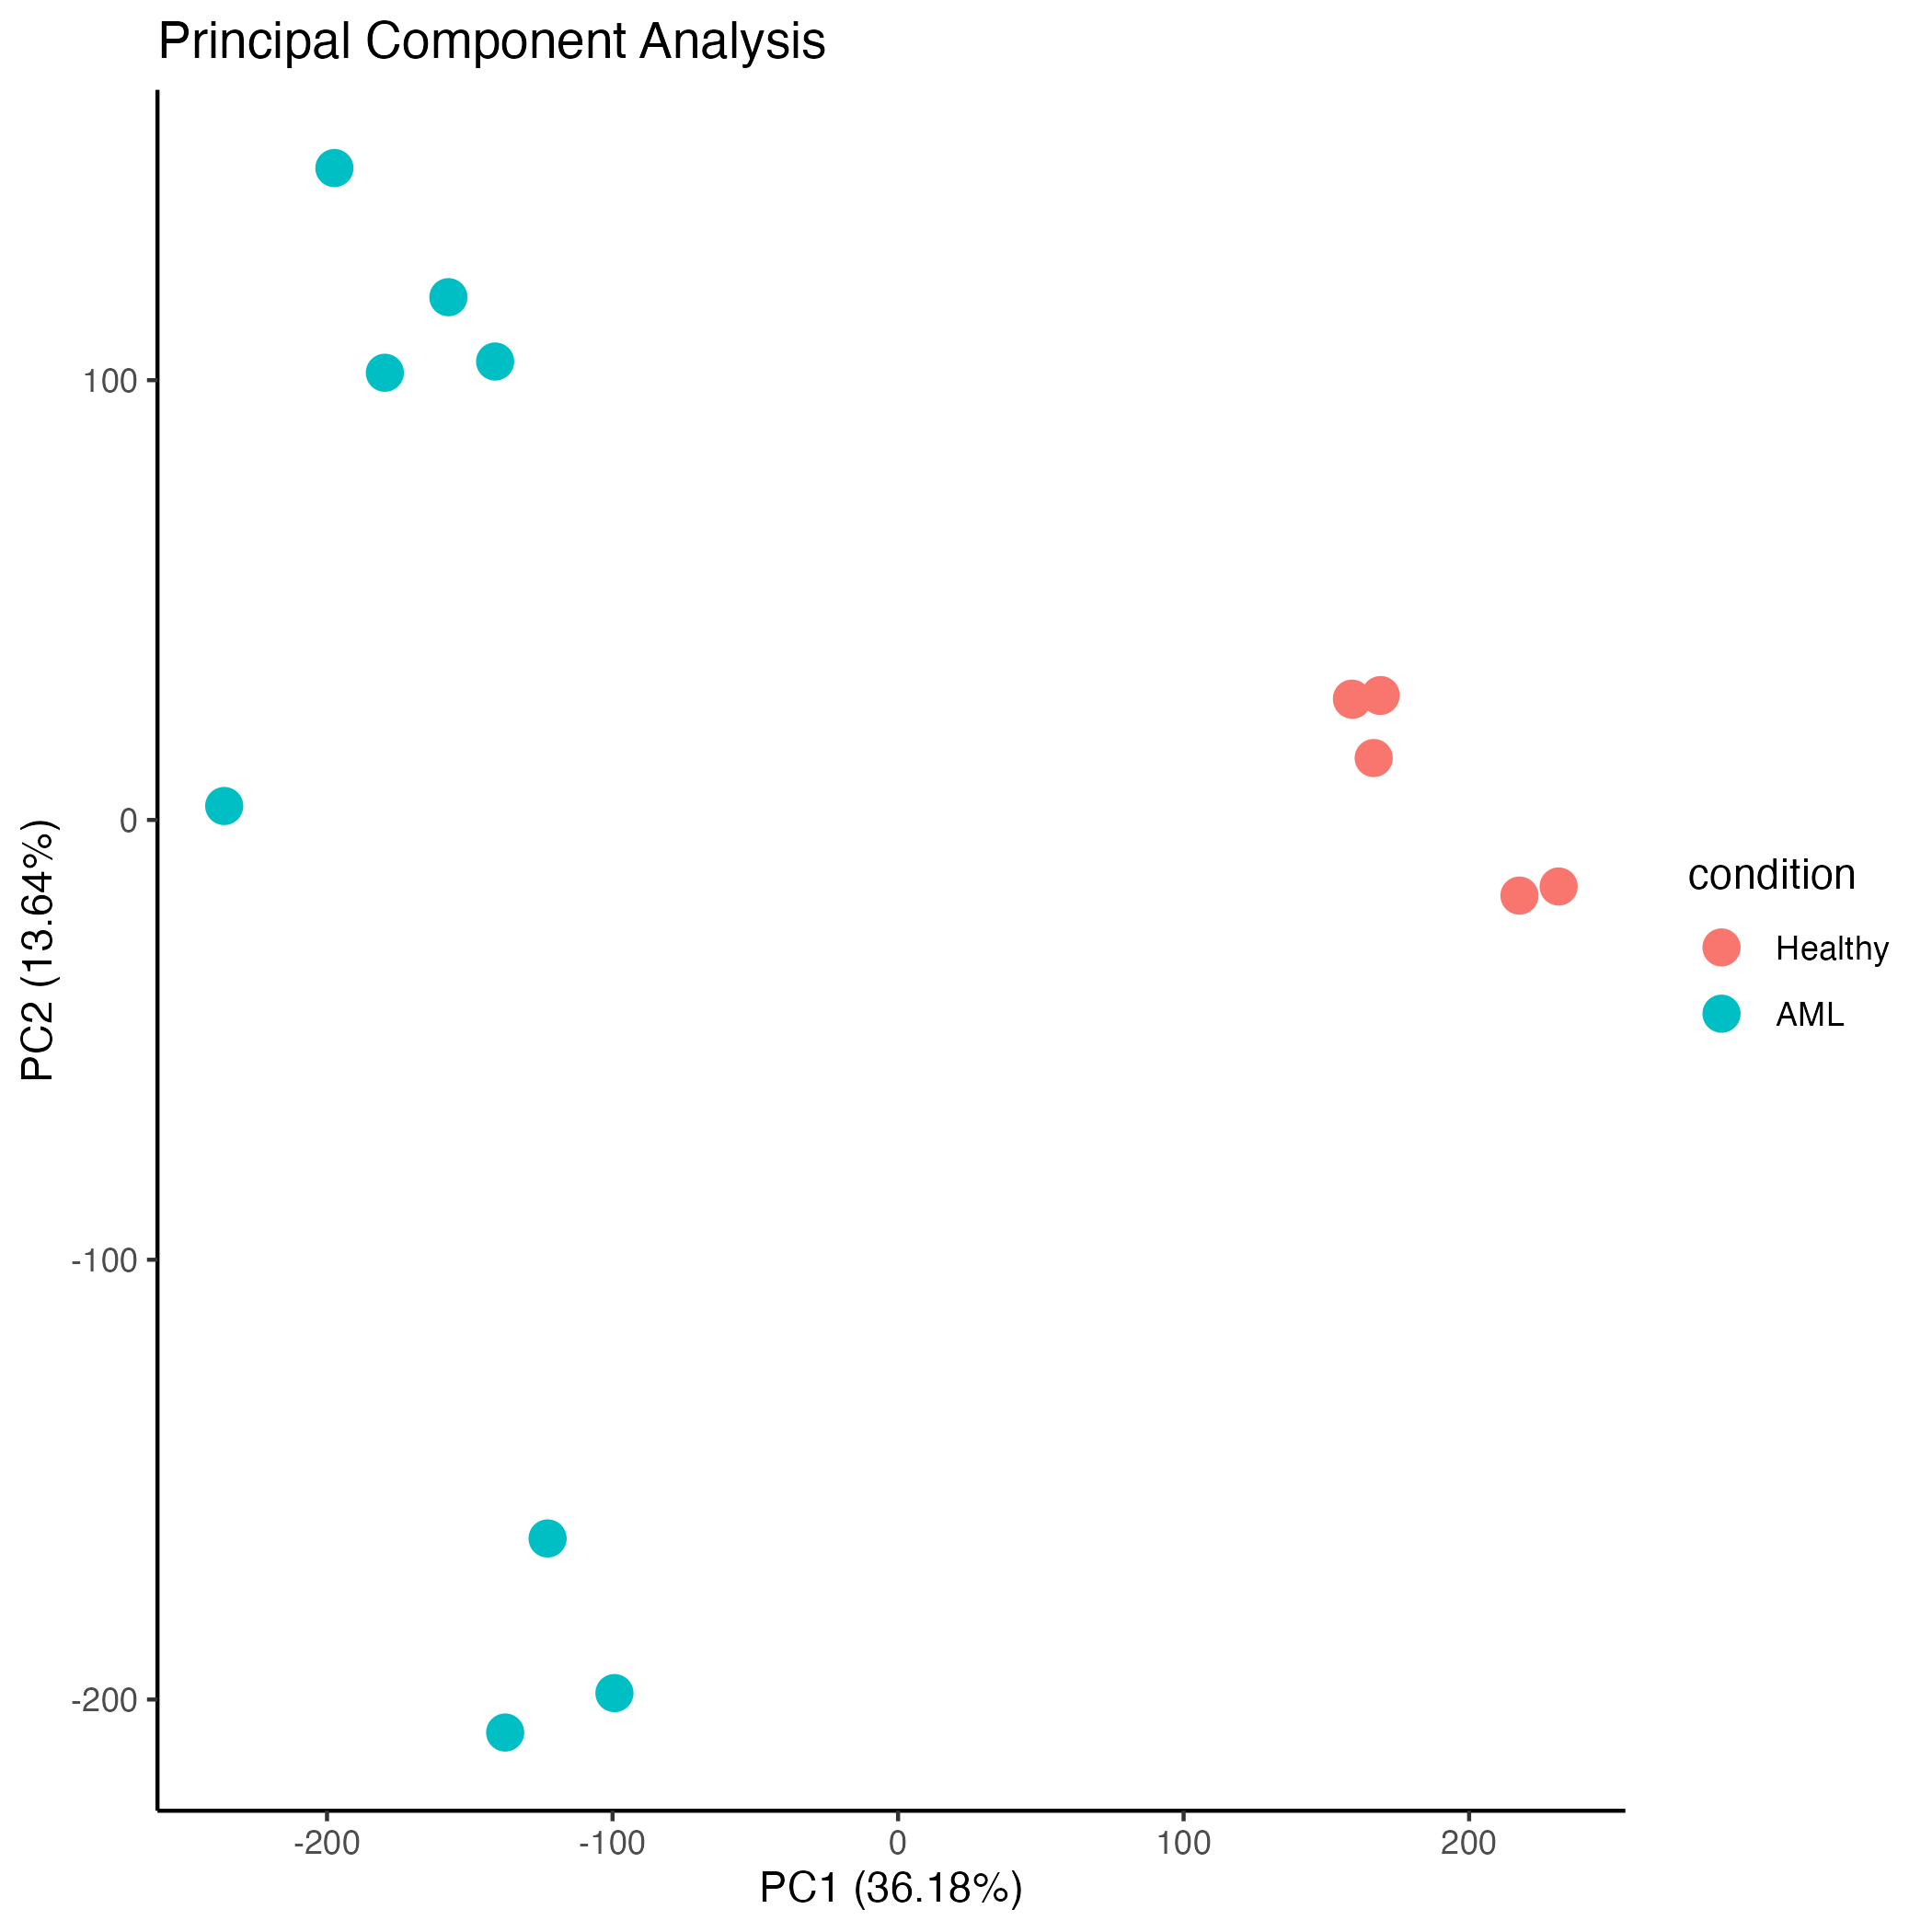 Principal Component Analysis
100
0
-100
-200
PC2 (13.64%)
-200
-100
0
100
200
PC1 (36.18%)
condition
Healthy
AML